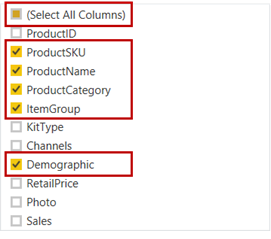 (Select All Columns)
ProductID
ProductSKU
ProductName
ProductCategory
ItemGroup
KitType
Channels
Demographic
RetailPrice
Photo
Sales